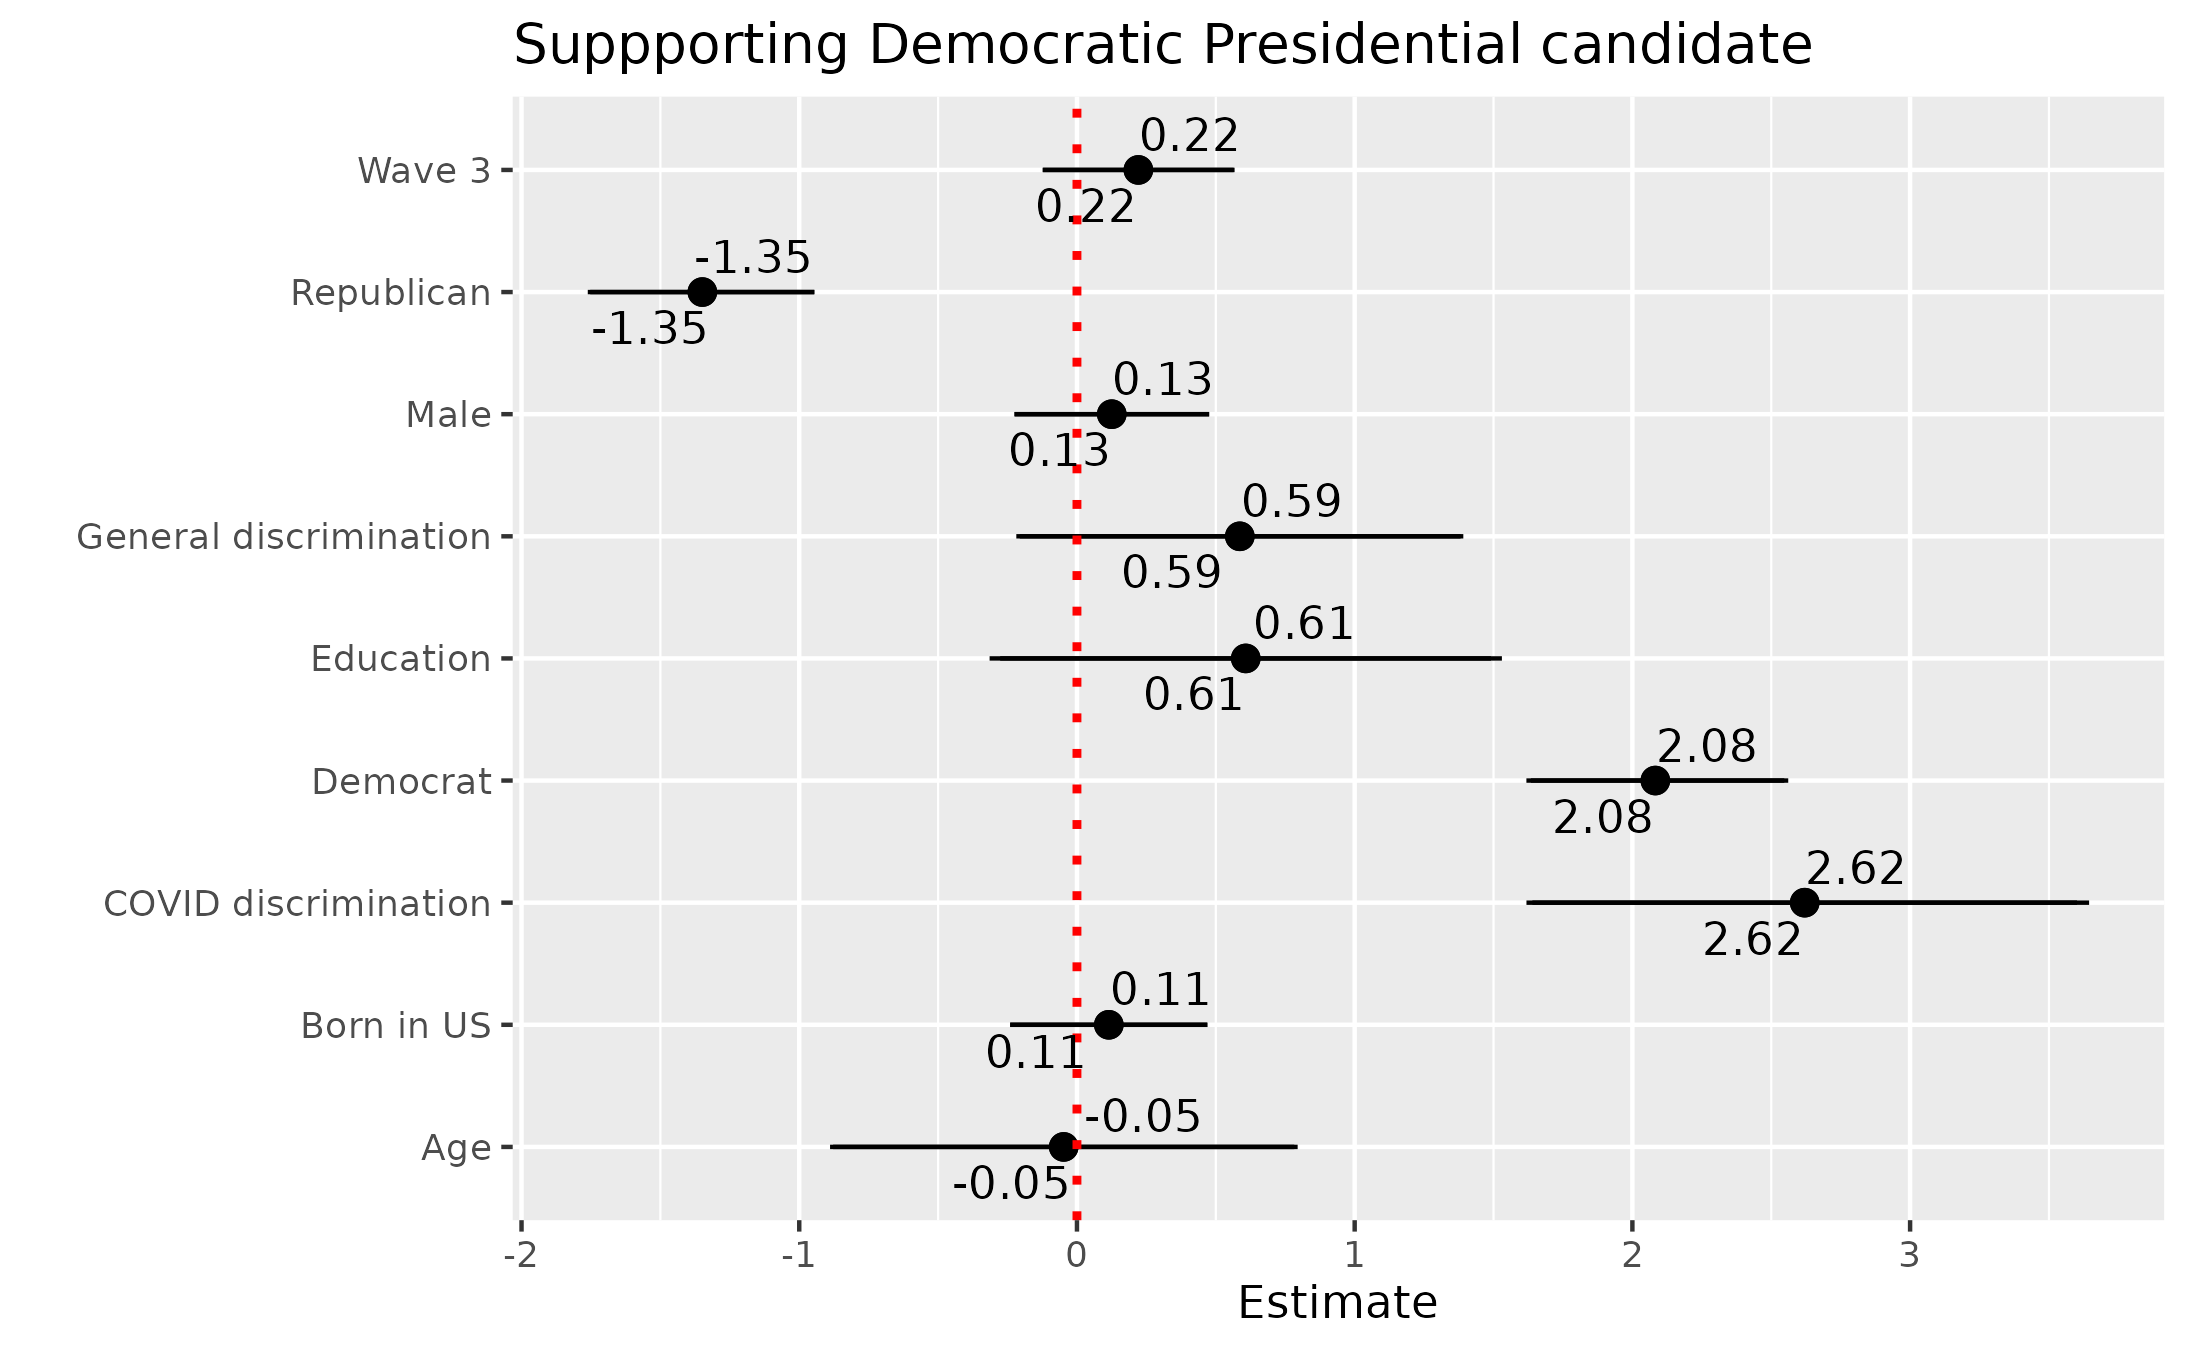 Suppporting Democratic Presidential candidate
Wave 3
0.22
0.22
Republican
-1.35
-1.35
Male
0.13
0.13
General discrimination
0.59
0.59
Education
0.61
0.61
Democrat
2.08
2.08
COVID discrimination
2.62
2.62
Born in US
0.11
0.11
Age
-0.05
-0.05
-2 -1 0 1 2 3
Estimate